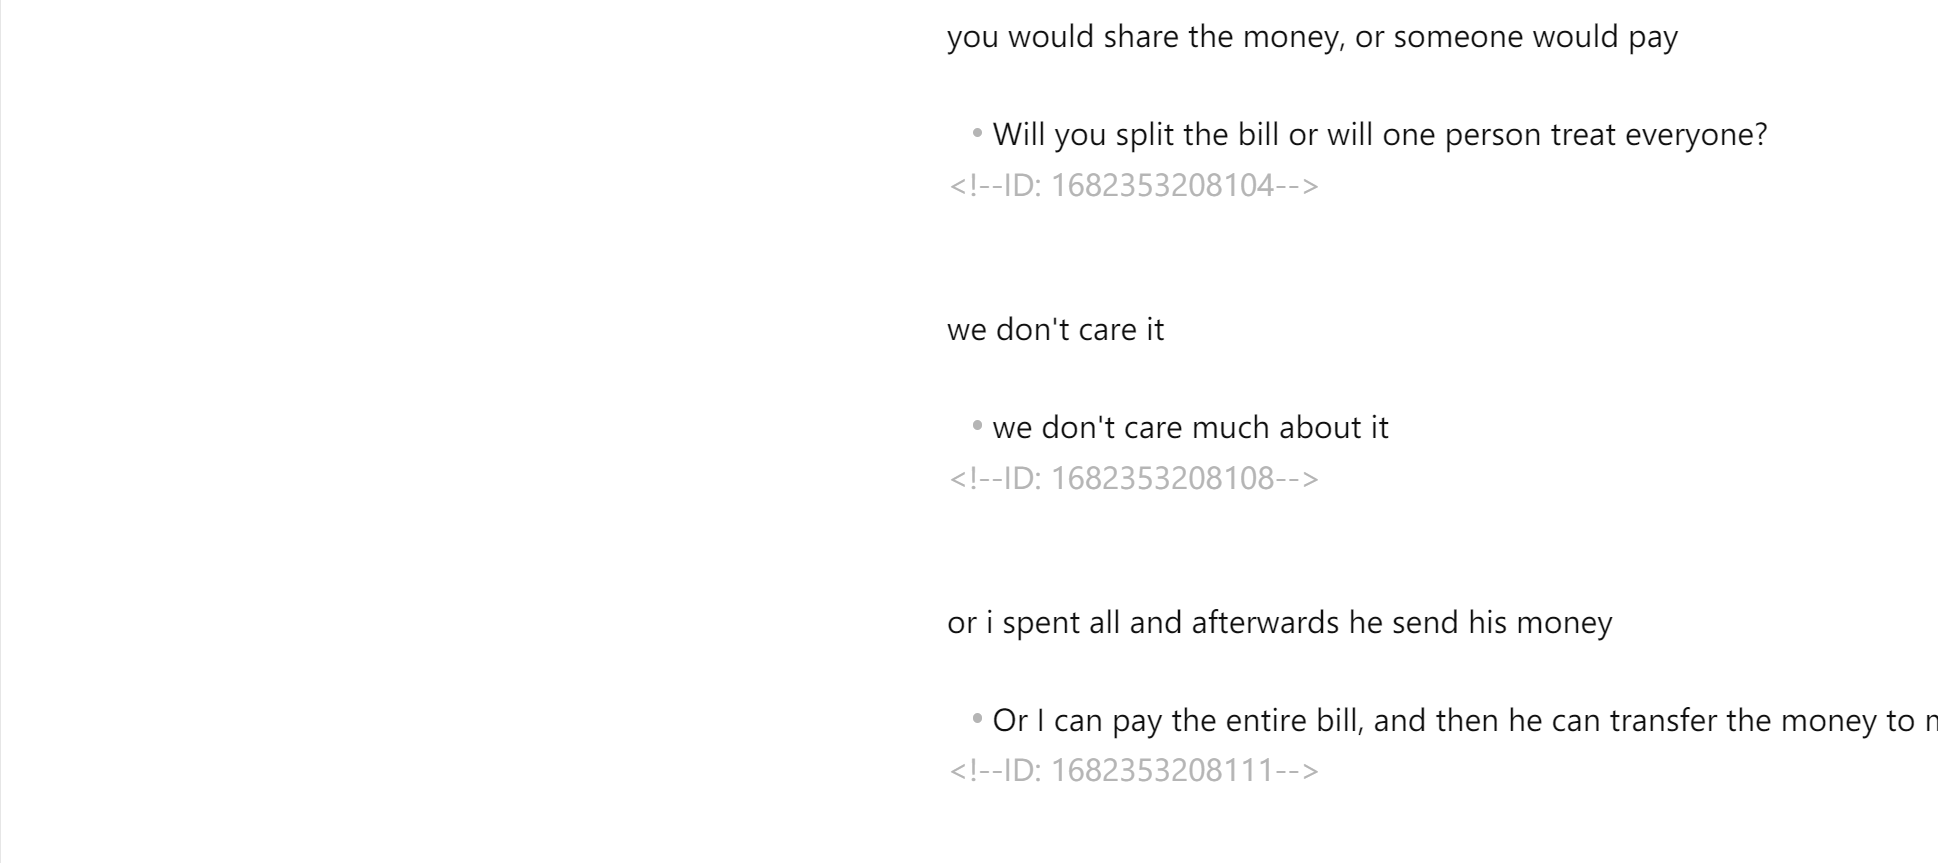 you would share the money, or someone would pay
• Will you split the bill or will one person treat everyone?
<!--ID: 1682353208104-->
we don't care it
• we don't care much about it
<!--ID: 1682353208108-->
or i spent all and afterwards he send his money
• Or I can pay the entire bill, and then he can transfer the money to
<!--ID: 1682353208111-->